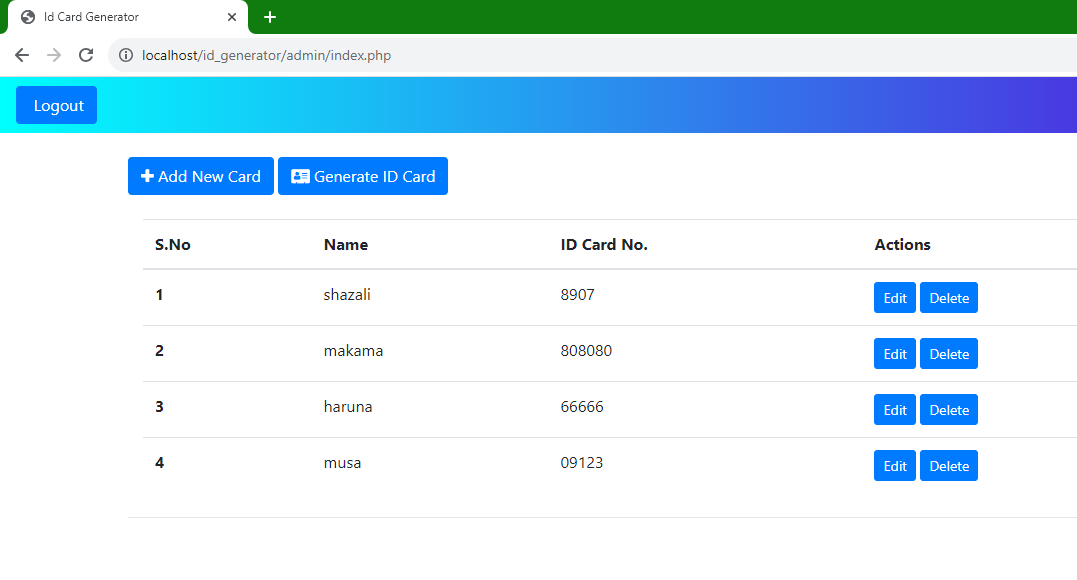 Id Card Generator
localhost/id_generator/admin/index.php
Logout
Add New Card Generate ID Card
S.No Name ID Card No. Actions
1 shazali 8907 Edit Delete
2 makama 808080 Edit Delete
3 haruna 66666 Edit Delete
4 musa 09123 Edit Delete